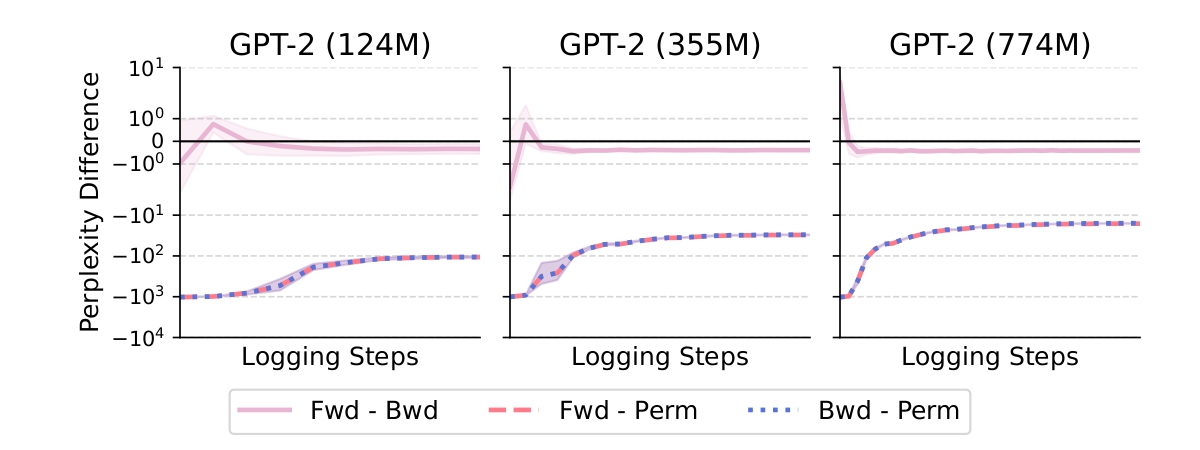 GPT-2 (124M) GPT-2 (355M) GPT-2 (774M)
Perplexity Difference
10¹
10⁰
0
−10⁰
−10¹
−10²
−10³
−10⁴
Logging Steps Logging Steps Logging Steps
Fwd - Bwd Fwd - Perm Bwd - Perm